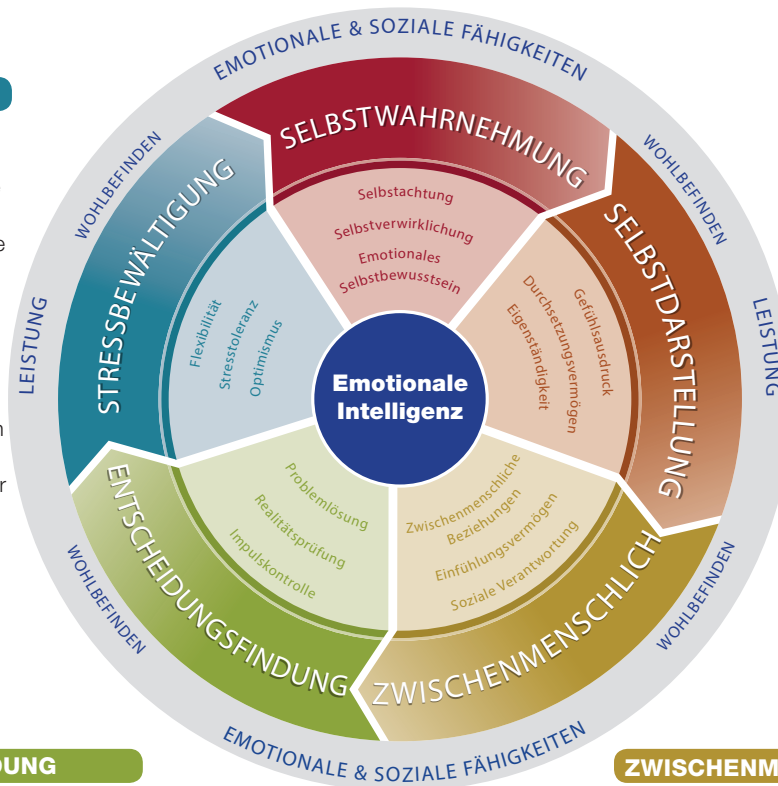 EMOTIONALE & SOZIALE FÄHIGKEITEN
WOHLBEFINDEN
WOHLBEFINDEN
LEISTUNG
LEISTUNG
SELBSTWAHRNEHMUNG
Selbstachtung
Selbstverwirklichung
Emotionales
Selbstbewusstsein
SELBSTDARSTELLUNG
Gefühlsausdruck
Durchsetzungsvermögen
Eigenständigkeit
STRESSBEWÄLTIGUNG
Flexibilität
Stresstoleranz
Optimismus
Emotionale
Intelligenz
ZWISCHENMENSCHLICH
Zwischenmenschliche
Beziehungen
Einfühlungsvermögen
Soziale Verantwortung
ENTSCHEIDUNGSFINDUNG
Problemlösung
Realitätsprüfung
Impulskontrolle
WOHLBEFINDEN
WOHLBEFINDEN
EMOTIONALE & SOZIALE FÄHIGKEITEN
DUNG
ZWISCHENM